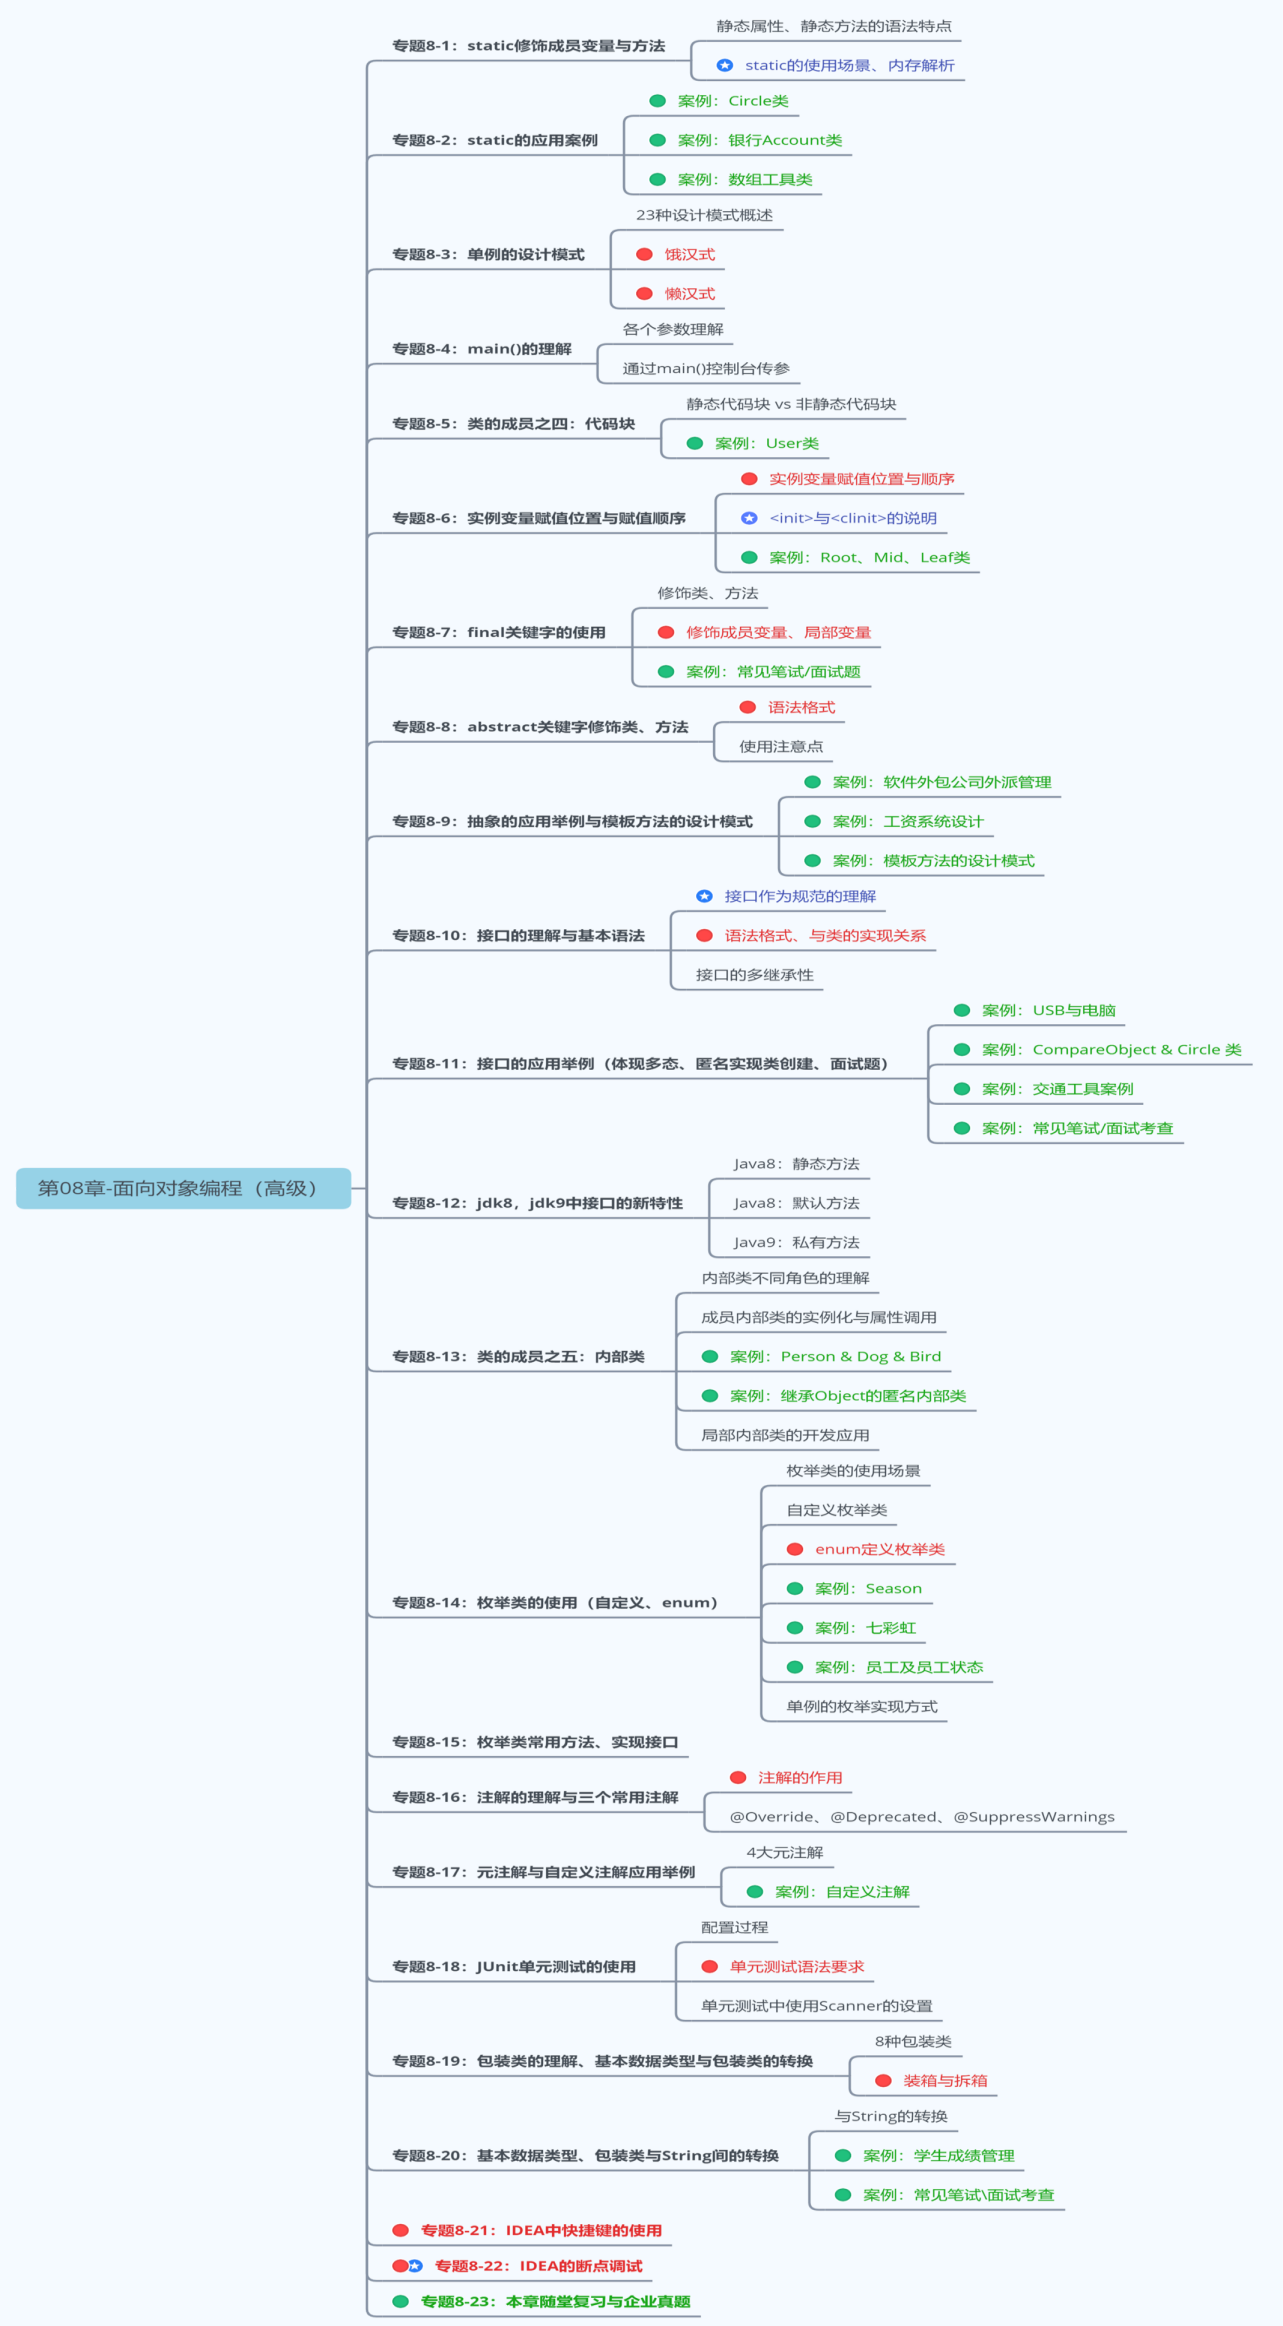 第08章-面向对象编程（高级）
专题8-1：static修饰成员变量与方法
静态属性、静态方法的语法特点
static的使用场景、内存解析
专题8-2：static的应用案例
案例：Circle类
案例：银行Account类
案例：数组工具类
专题8-3：单例的设计模式
23种设计模式概述
饿汉式
懒汉式
专题8-4：main()的理解
各个参数理解
通过main()控制台传参
专题8-5：类的成员之四：代码块
静态代码块 vs 非静态代码块
案例：User类
专题8-6：实例变量赋值位置与赋值顺序
实例变量赋值位置与顺序
<init>与<clinit>的说明
案例：Root、Mid、Leaf类
专题8-7：final关键字的使用
修饰类、方法
修饰成员变量、局部变量
案例：常见笔试/面试题
专题8-8：abstract关键字修饰类、方法
语法格式
使用注意点
专题8-9：抽象的应用举例与模板方法的设计模式
案例：软件外包公司外派管理
案例：工资系统设计
案例：模板方法的设计模式
专题8-10：接口的理解与基本语法
接口作为规范的理解
语法格式、与类的实现关系
接口的多继承性
专题8-11：接口的应用举例（体现多态、匿名实现类创建、面试题）
案例：USB与电脑
案例：CompareObject & Circle 类
案例：交通工具案例
案例：常见笔试/面试考查
专题8-12：jdk8，jdk9中接口的新特性
Java8：静态方法
Java8：默认方法
Java9：私有方法
专题8-13：类的成员之五：内部类
内部类不同角色的理解
成员内部类的实例化与属性调用
案例：Person & Dog & Bird
案例：继承Object的匿名内部类
局部内部类的开发应用
专题8-14：枚举类的使用（自定义、enum）
枚举类的使用场景
自定义枚举类
enum定义枚举类
案例：Season
案例：七彩虹
案例：员工及员工状态
单例的枚举实现方式
专题8-15：枚举类常用方法、实现接口
专题8-16：注解的理解与三个常用注解
注解的作用
@Override、@Deprecated、@SuppressWarnings
专题8-17：元注解与自定义注解应用举例
4大元注解
案例：自定义注解
专题8-18：JUnit单元测试的使用
配置过程
单元测试语法要求
单元测试中使用Scanner的设置
专题8-19：包装类的理解、基本数据类型与包装类的转换
8种包装类
装箱与拆箱
专题8-20：基本数据类型、包装类与String间的转换
与String的转换
案例：学生成绩管理
案例：常见笔试\面试考查
专题8-21：IDEA中快捷键的使用
专题8-22：IDEA的断点调试
专题8-23：本章随堂复习与企业真题